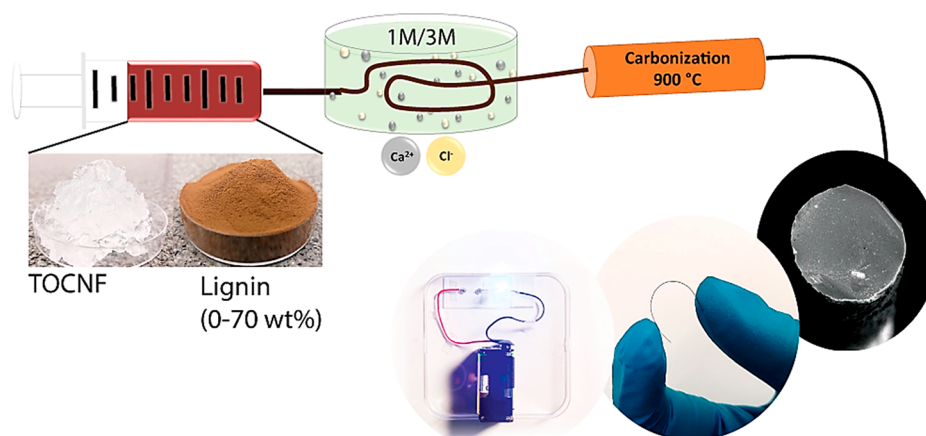 1M/3M
Carbonization
900 °C
Ca²⁺
Cl⁻
TOCNF
Lignin
(0-70 wt%)